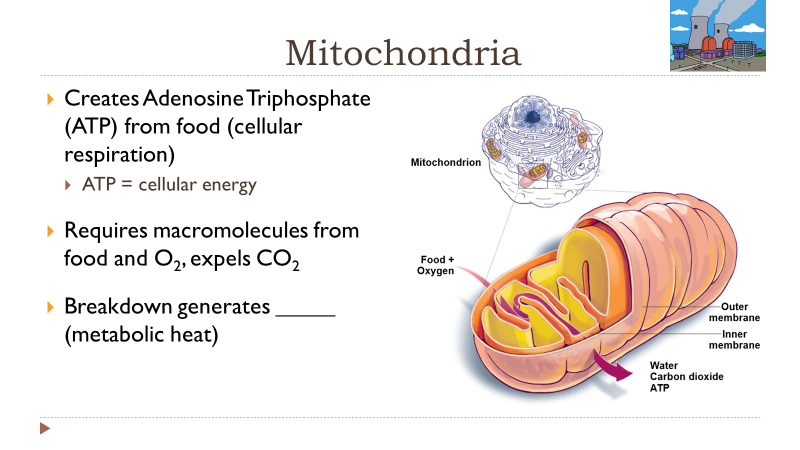 Mitochondria
Creates Adenosine Triphosphate
(ATP) from food (cellular
respiration)
ATP = cellular energy
Requires macromolecules from
food and O₂, expels CO₂
Breakdown generates _____
(metabolic heat)
Mitochondrion
Food +
Oxygen
Outer
membrane
Inner
membrane
Water
Carbon dioxide
ATP